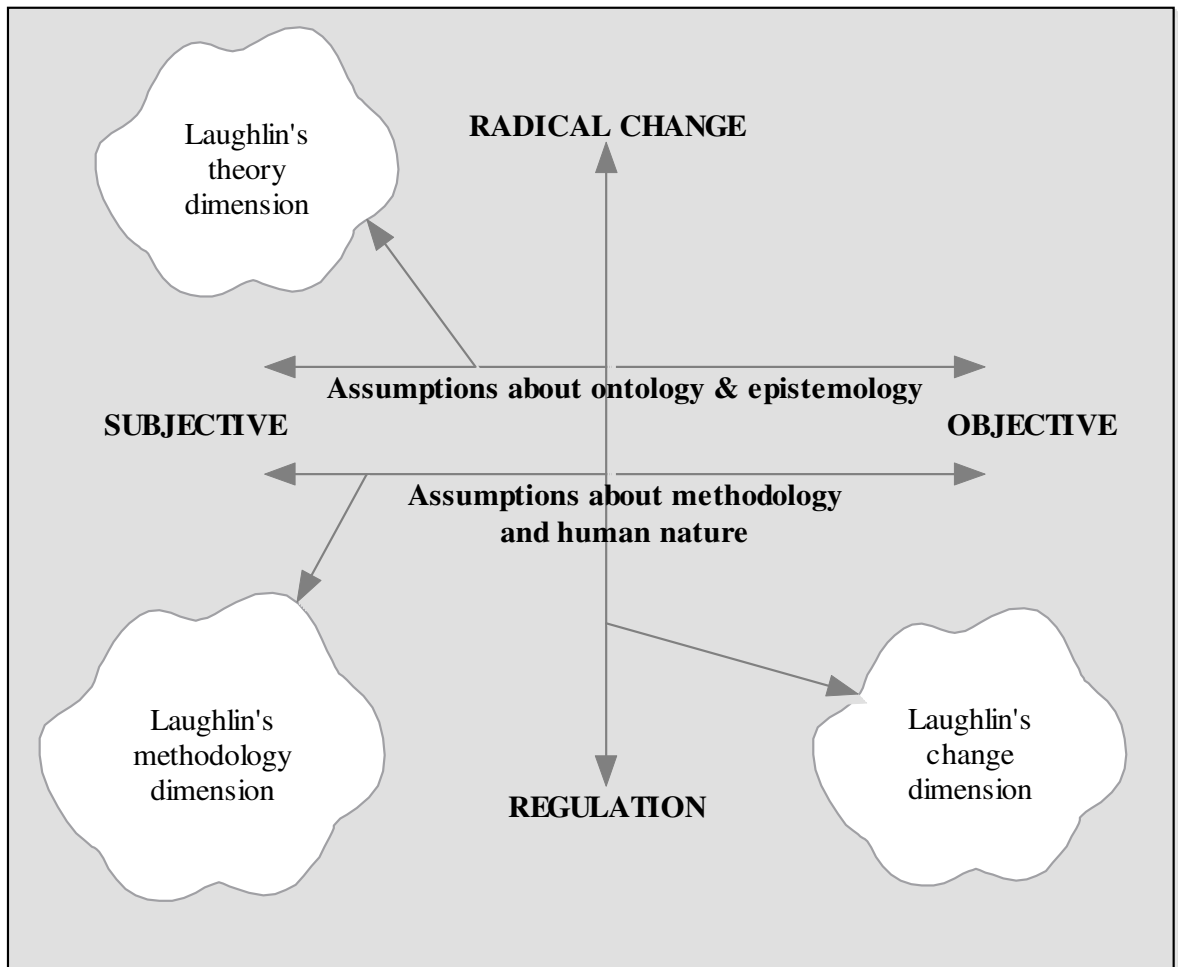 Laughlin's
theory
dimension
RADICAL CHANGE
Assumptions about ontology & epistemology
SUBJECTIVE
OBJECTIVE
Assumptions about methodology
and human nature
Laughlin's
methodology
dimension
Laughlin's
change
dimension
REGULATION